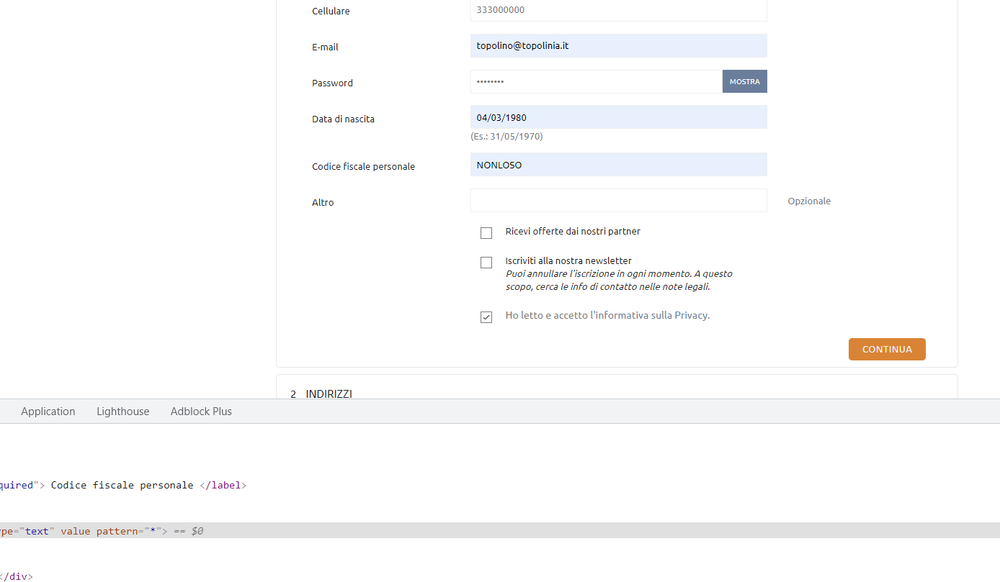 Cellulare 333000000
E-mail topolino@topolinia.it
Password •••••••• MOSTRA
Data di nascita 04/03/1980
(Es.: 31/05/1970)
Codice fiscale personale NONLOSO
Altro Opzionale
Ricevi offerte dai nostri partner
Iscriviti alla nostra newsletter
Puoi annullare l'iscrizione in ogni momento. A questo
scopo, cerca le info di contatto nelle note legali.
Ho letto e accetto l'informativa sulla Privacy.
CONTINUA
2 INDIRIZZI
Application Lighthouse Adblock Plus
quired"> Codice fiscale personale </label>
ype="text" value pattern="*"> == $0
</div>